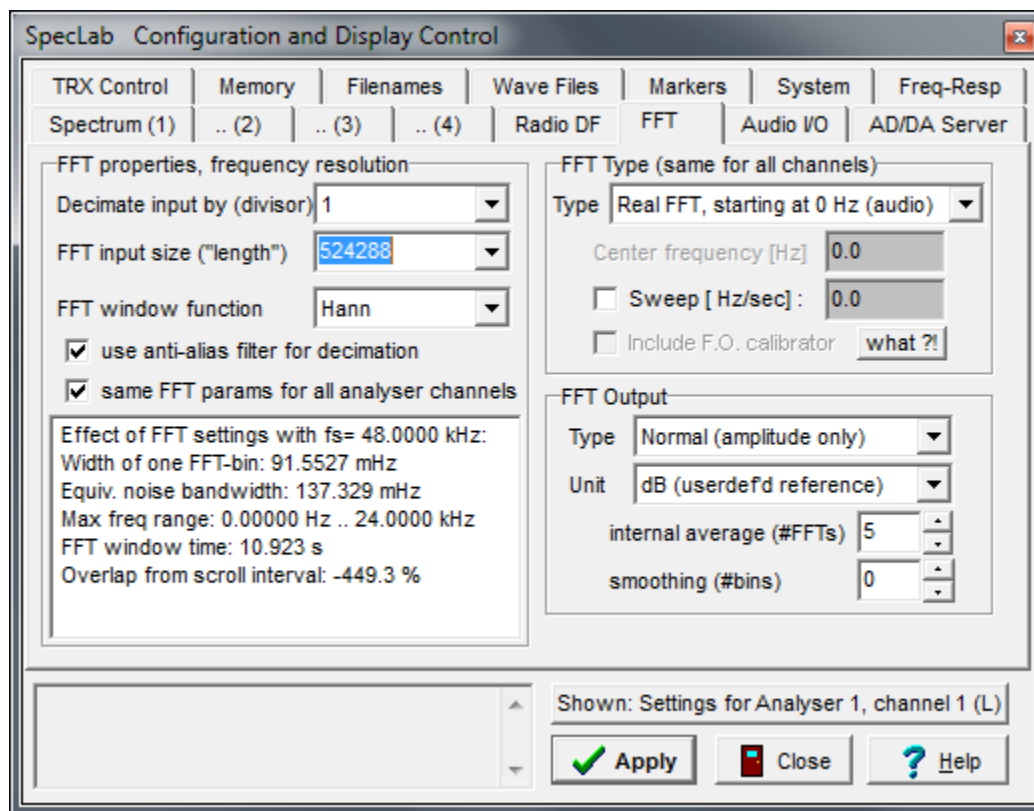 SpecLab   Configuration and Display Control
TRX Control
Memory
Filenames
Wave Files
Markers
System
Freq-Resp
Spectrum (1)
.. (2)
.. (3)
.. (4)
Radio DF
FFT
Audio I/O
AD/DA Server
FFT properties, frequency resolution
Decimate input by (divisor) 1
FFT input size ("length") 524288
FFT window function Hann
use anti-alias filter for decimation
same FFT params for all analyser channels
Effect of FFT settings with fs= 48.0000 kHz:
Width of one FFT-bin: 91.5527 mHz
Equiv. noise bandwidth: 137.329 mHz
Max freq range: 0.00000 Hz .. 24.0000 kHz
FFT window time: 10.923 s
Overlap from scroll interval: -449.3 %
FFT Type (same for all channels)
Type Real FFT, starting at 0 Hz (audio)
Center frequency [Hz] 0.0
Sweep [ Hz/sec] : 0.0
Include F.O. calibrator what ?!
FFT Output
Type Normal (amplitude only)
Unit dB (userdef'd reference)
internal average (#FFTs) 5
smoothing (#bins) 0
Shown: Settings for Analyser 1, channel 1 (L)
Apply
Close
Help